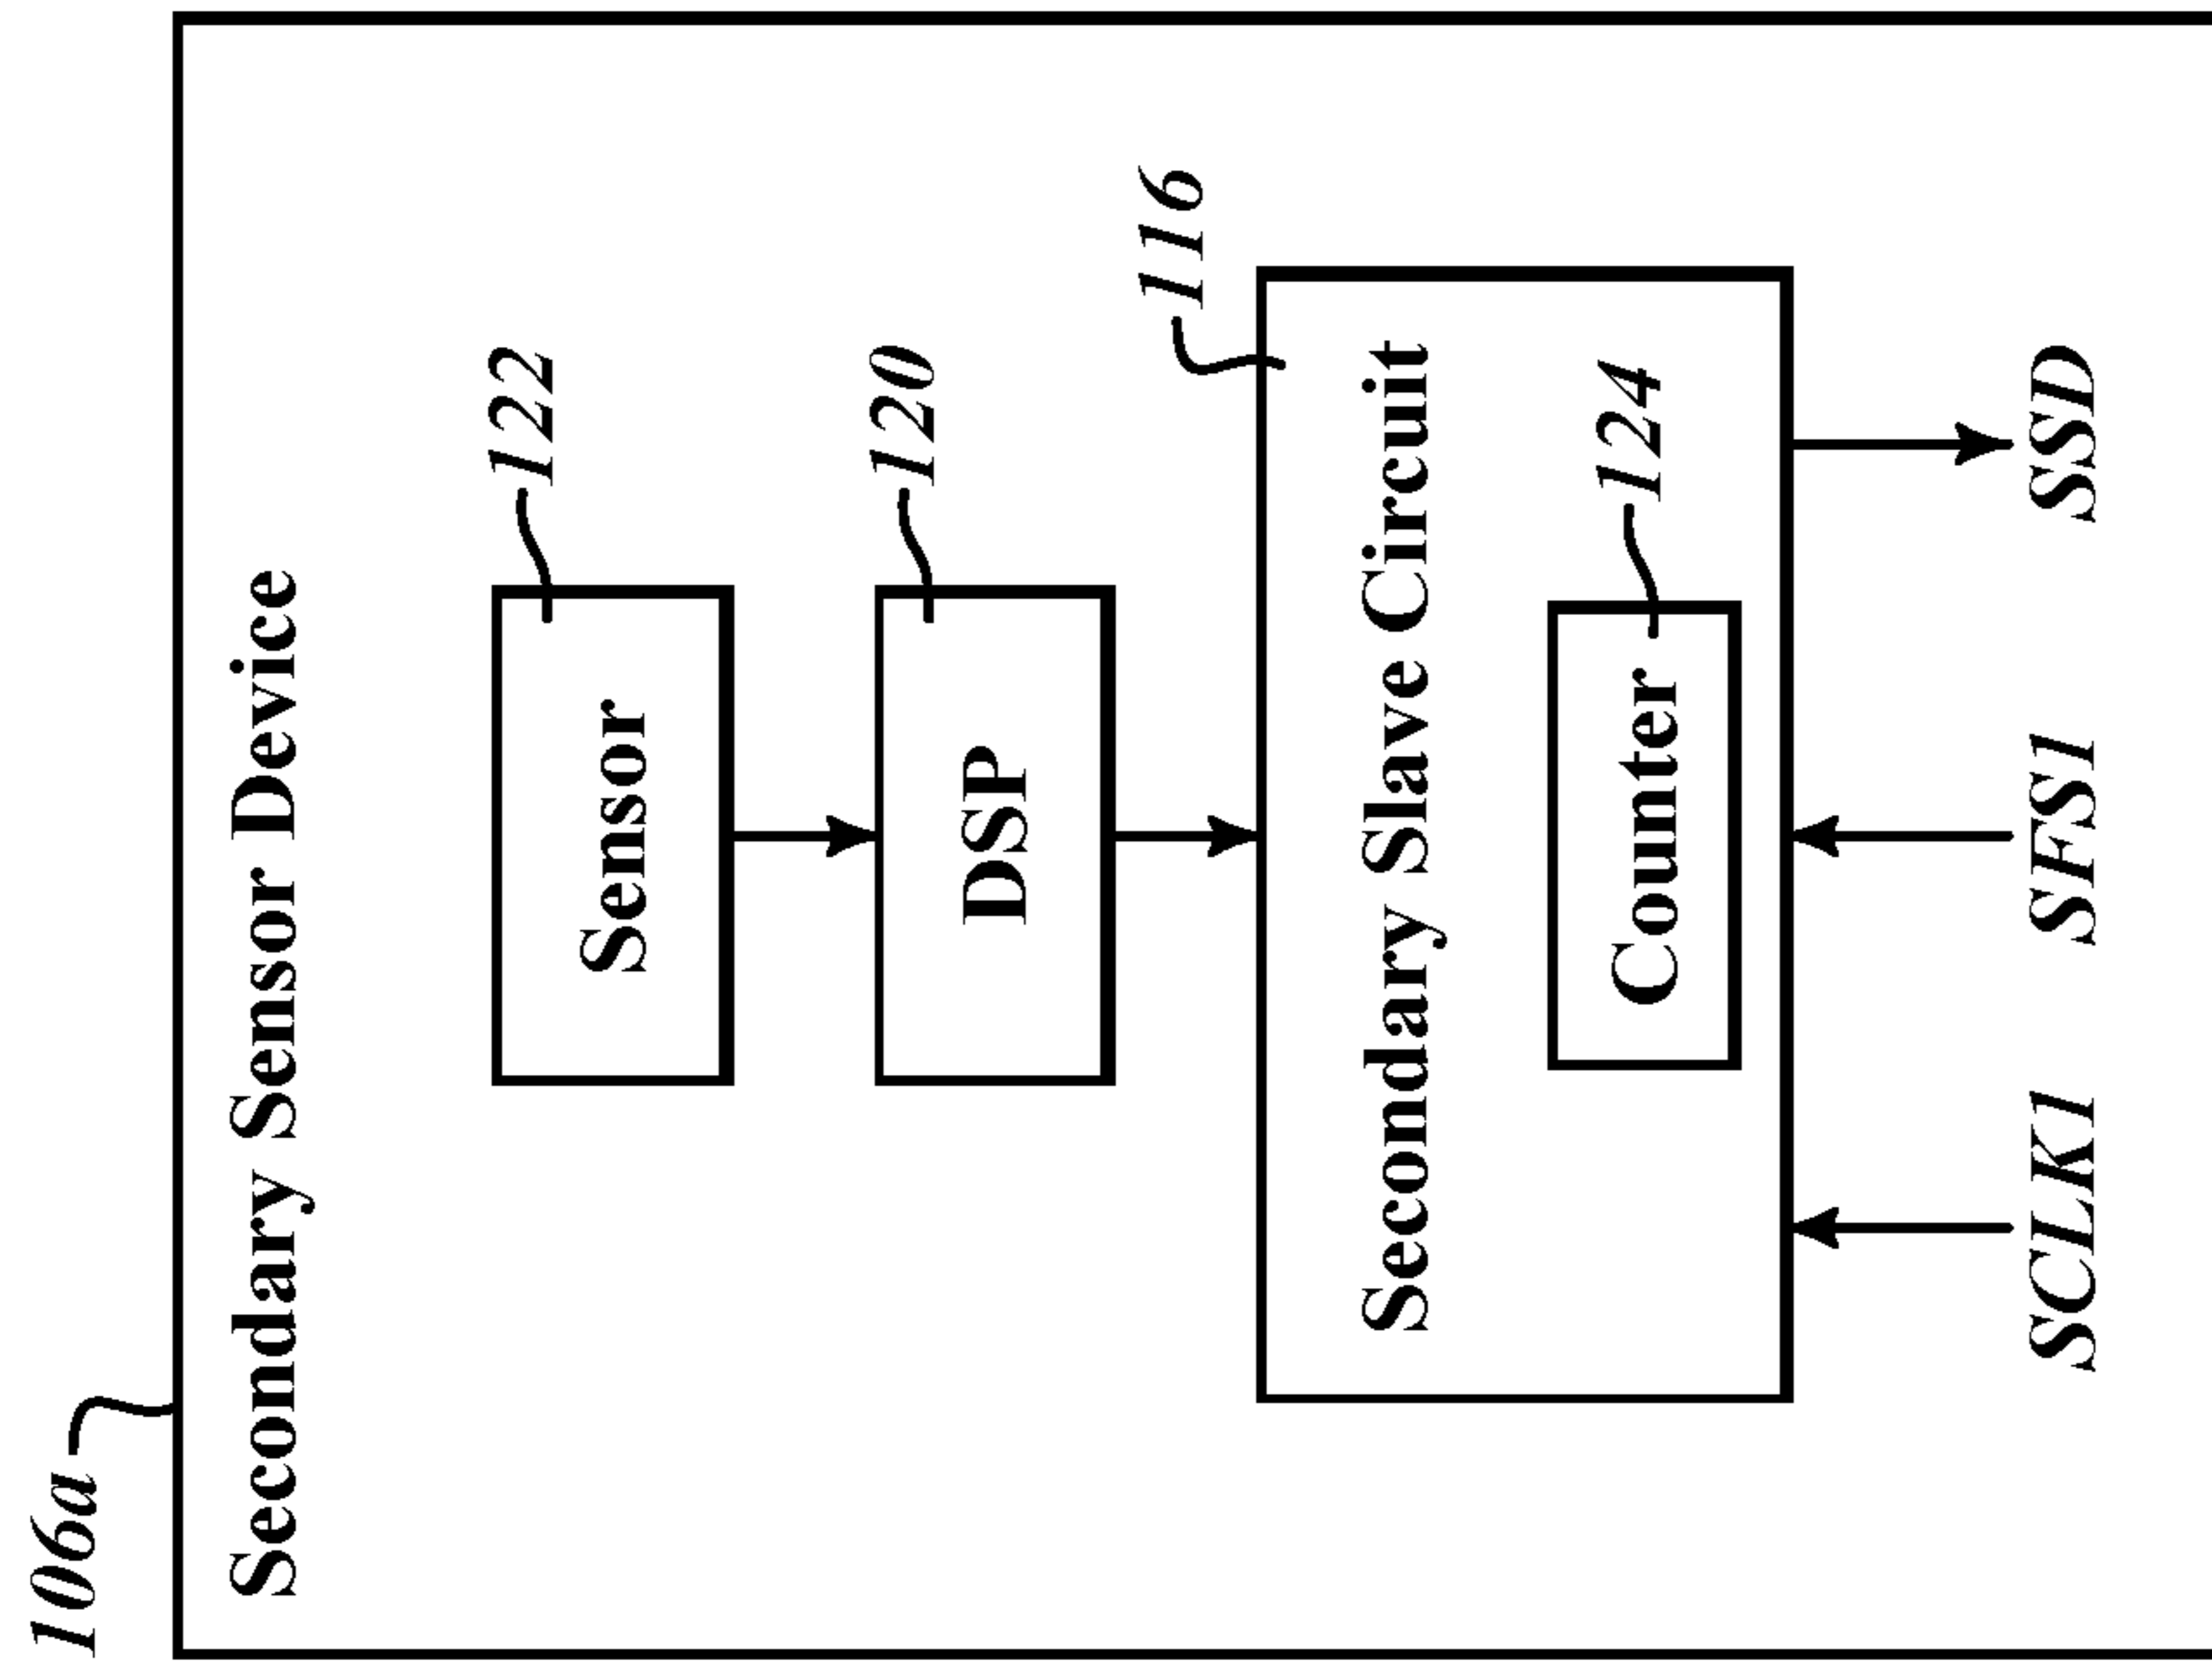 106a
Secondary Sensor Device
122
Sensor
120
DSP
116
Secondary Slave Circuit
124
Counter
SCLK1 SFS1 SSD